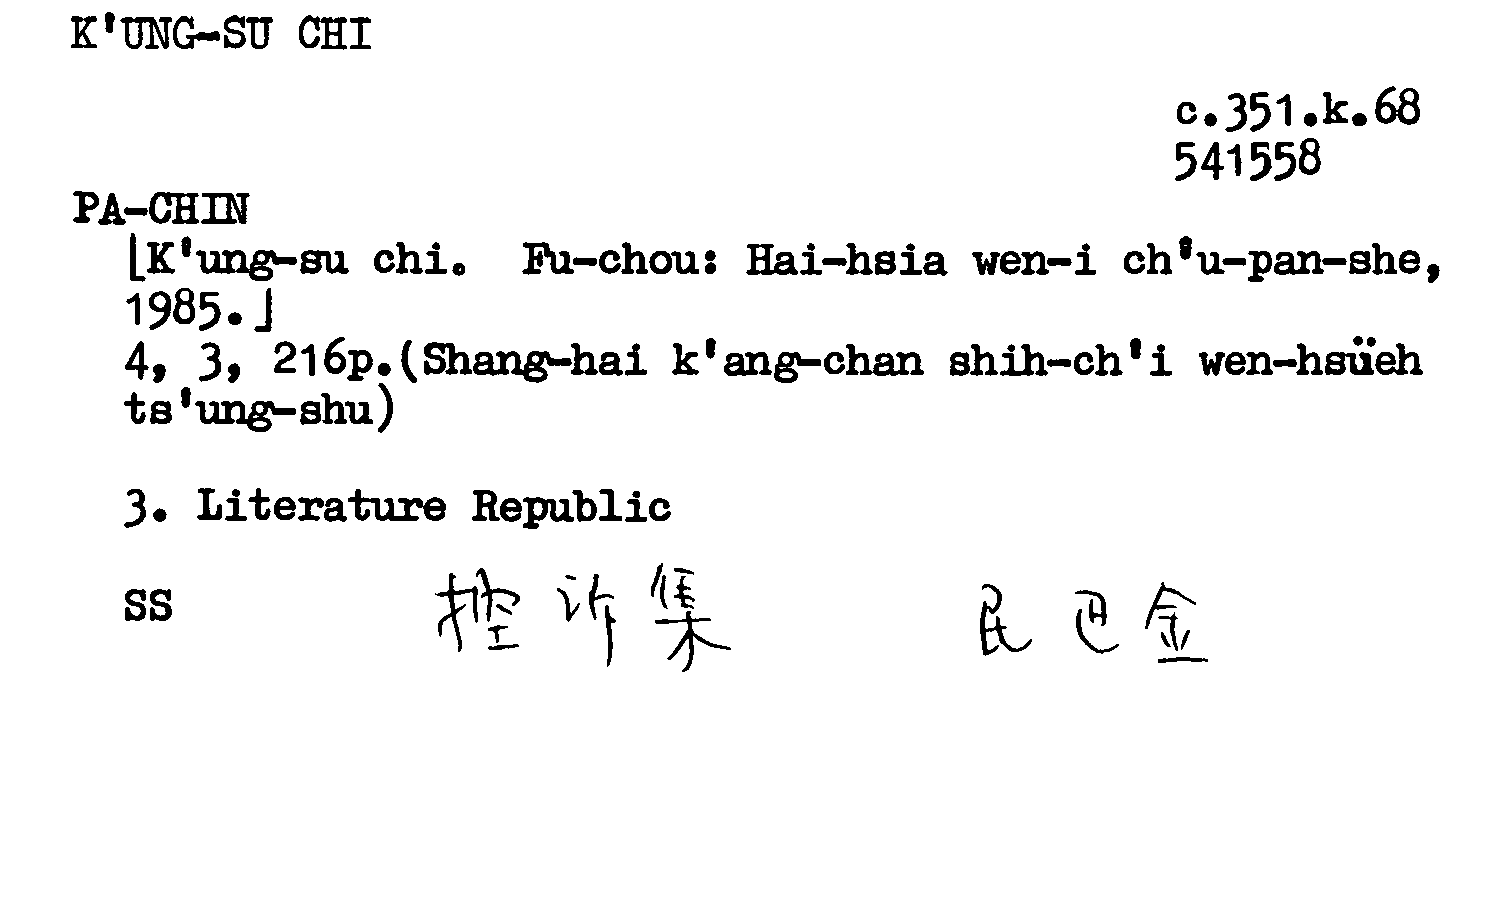 K'UNG-SU CHI
c.351.k.68
541558
PA-CHIN
⌊K'ung-su chi. Fu-chou: Hai-hsia wen-i ch'u-pan-she,
1985.⌋
4, 3, 216p.(Shang-hai k'ang-chan shih-ch'i wen-hsüeh
ts'ung-shu)
3. Literature Republic
SS 控诉集 民 巴金